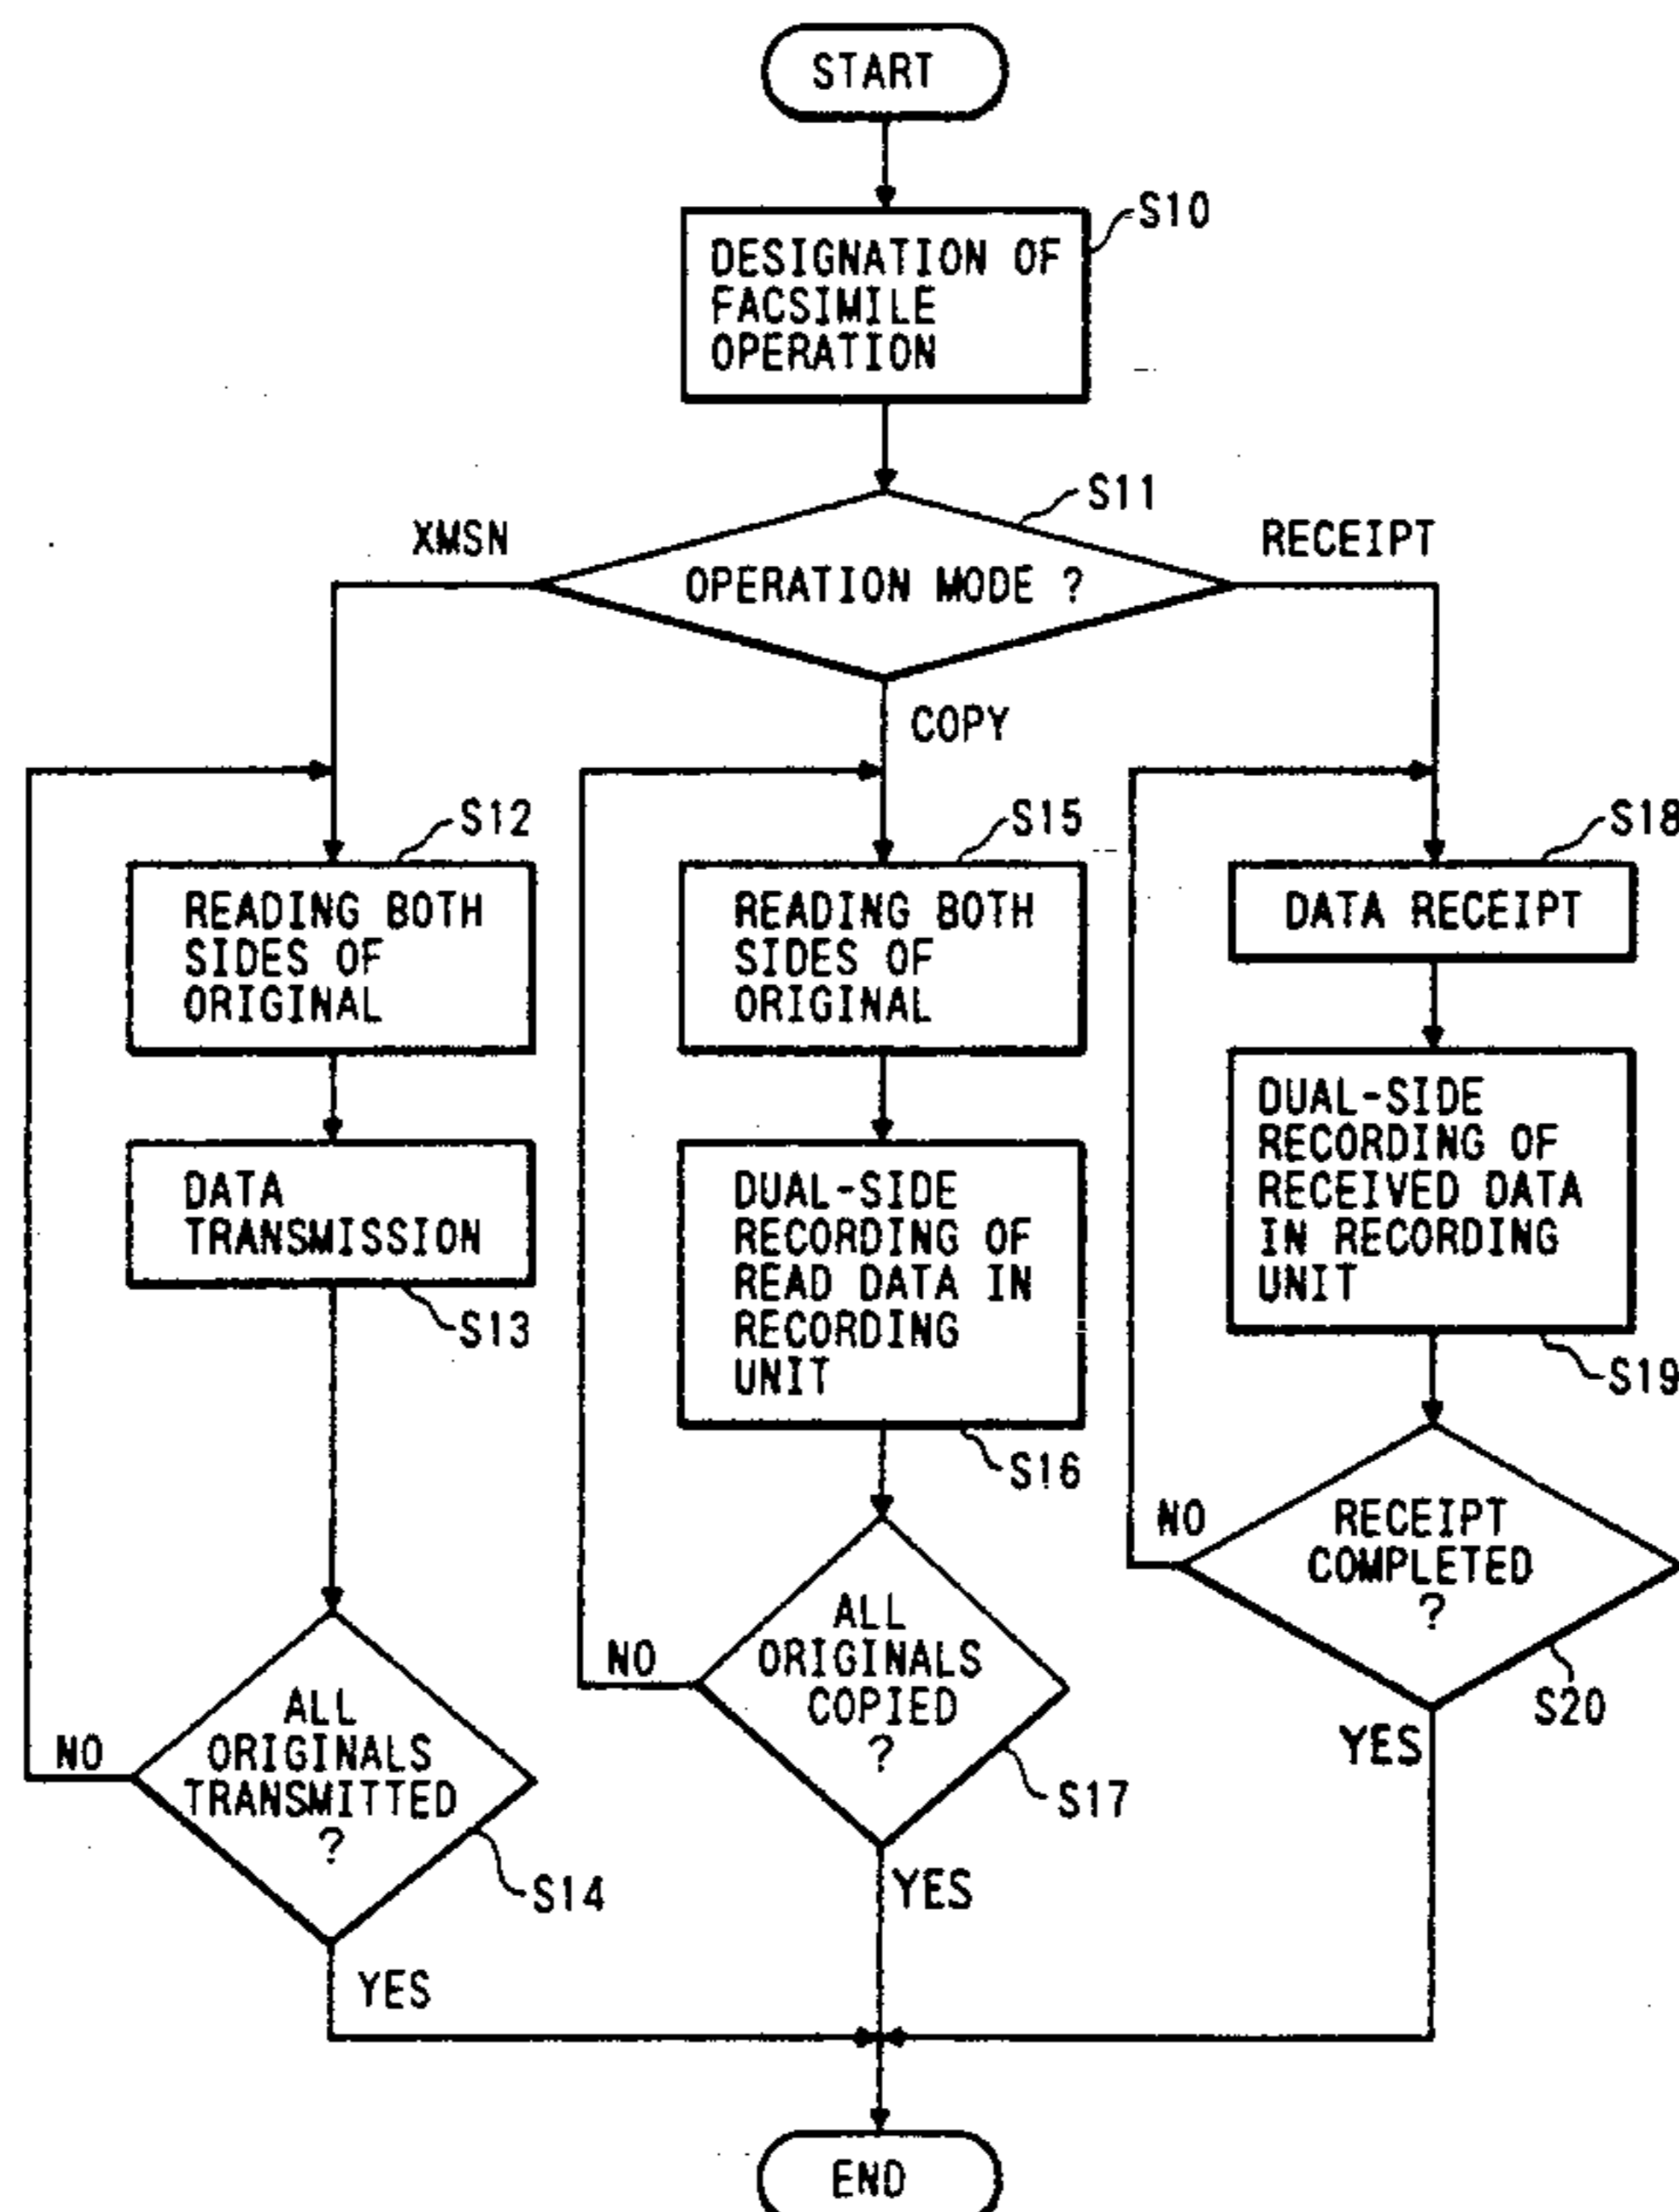 START
S10
DESIGNATION OF
FACSIMILE
OPERATION
S11
XMSN
RECEIPT
OPERATION MODE ?
COPY
S12
READING BOTH
SIDES OF
ORIGINAL
DATA
TRANSMISSION
S13
ALL
ORIGINALS
TRANSMITTED
?
NO
S14
YES
S15
READING BOTH
SIDES OF
ORIGINAL
DUAL-SIDE
RECORDING OF
READ DATA IN
RECORDING
UNIT
S16
ALL
ORIGINALS
COPIED
?
NO
S17
YES
S18
DATA RECEIPT
DUAL-SIDE
RECORDING OF
RECEIVED DATA
IN RECORDING
UNIT
S19
RECEIPT
COMPLETED
?
NO
S20
YES
END